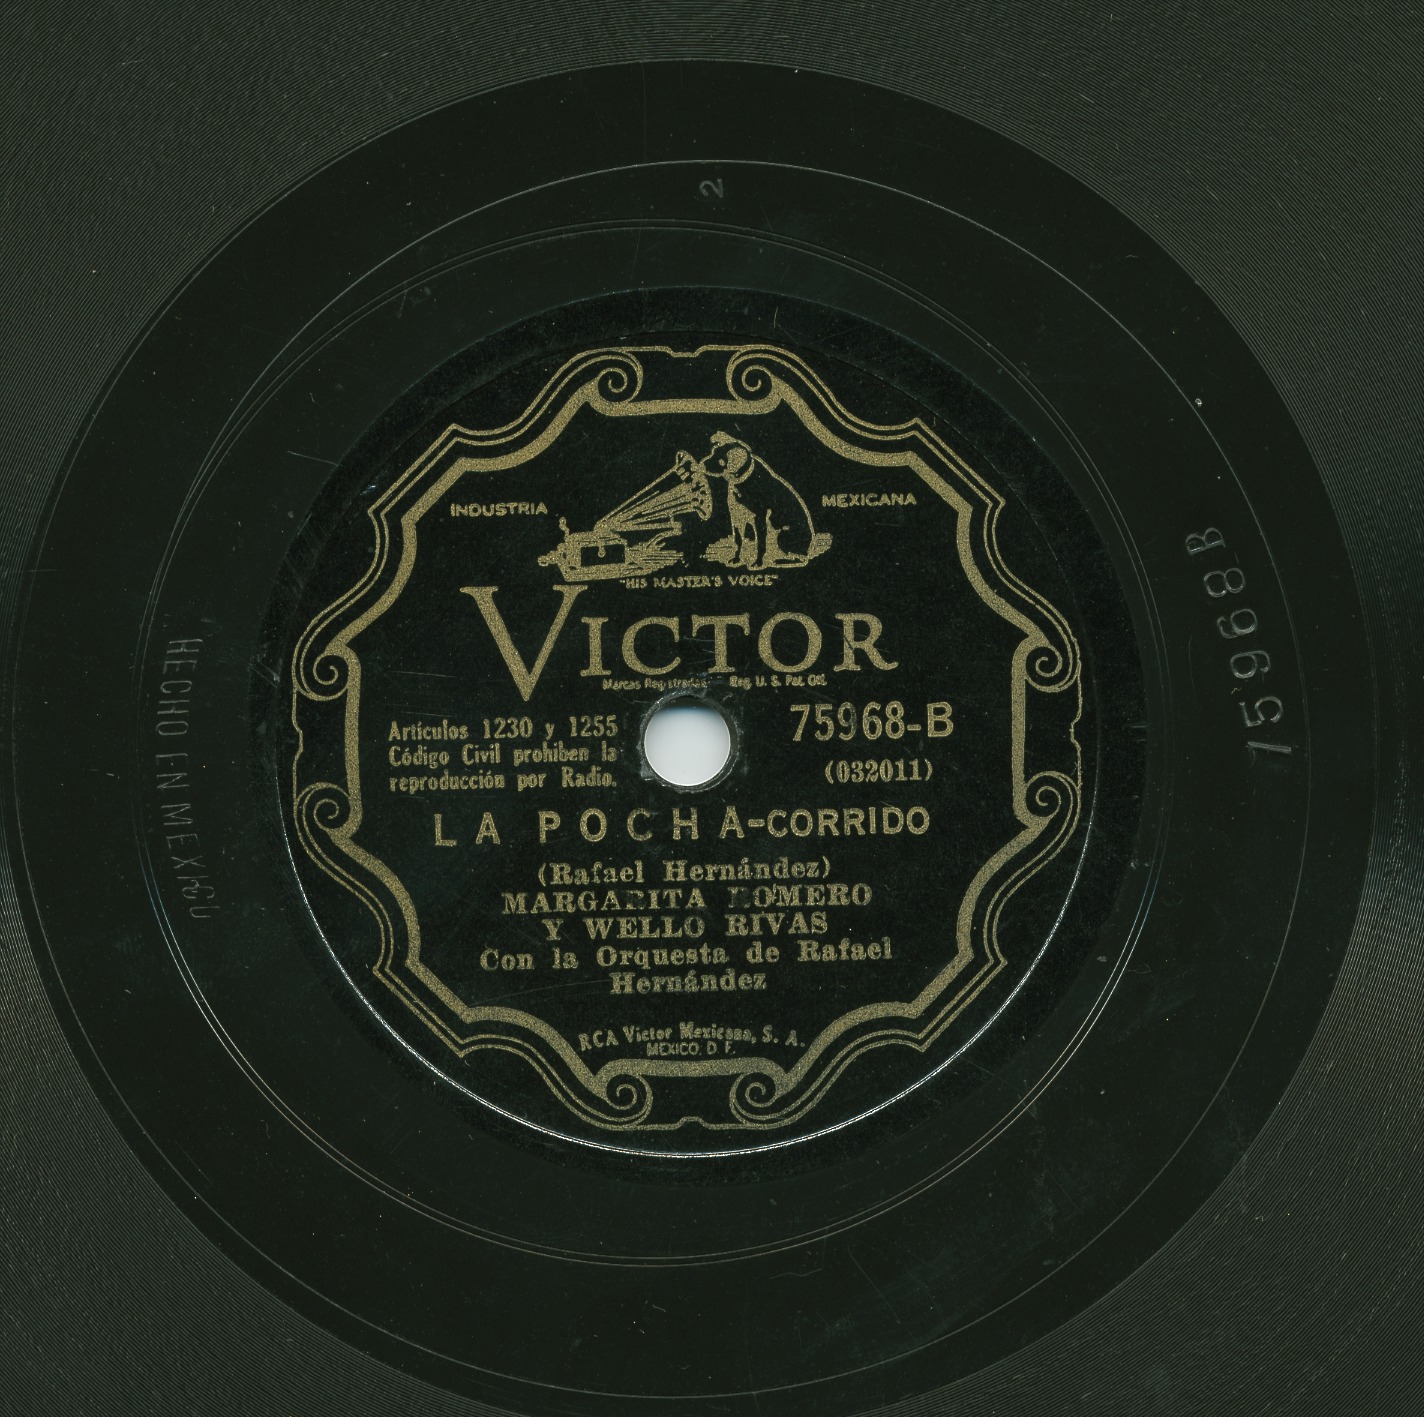 2
INDUSTRIA MEXICANA
"HIS MASTER'S VOICE"
VICTOR
Marcas Registradas Reg. U. S. Pat. Off.
Artículos 1230 y 1255
Código Civil prohiben la
reproducción por Radio.
75968-B
(032011)
LA POCHA-CORRIDO
(Rafael Hernández)
MARGARITA ROMERO
Y WELLO RIVAS
Con la Orquesta de Rafael
Hernández
RCA Victor Mexicana, S. A.
MEXICO, D. F.
HECHO EN MEXICO
75968B